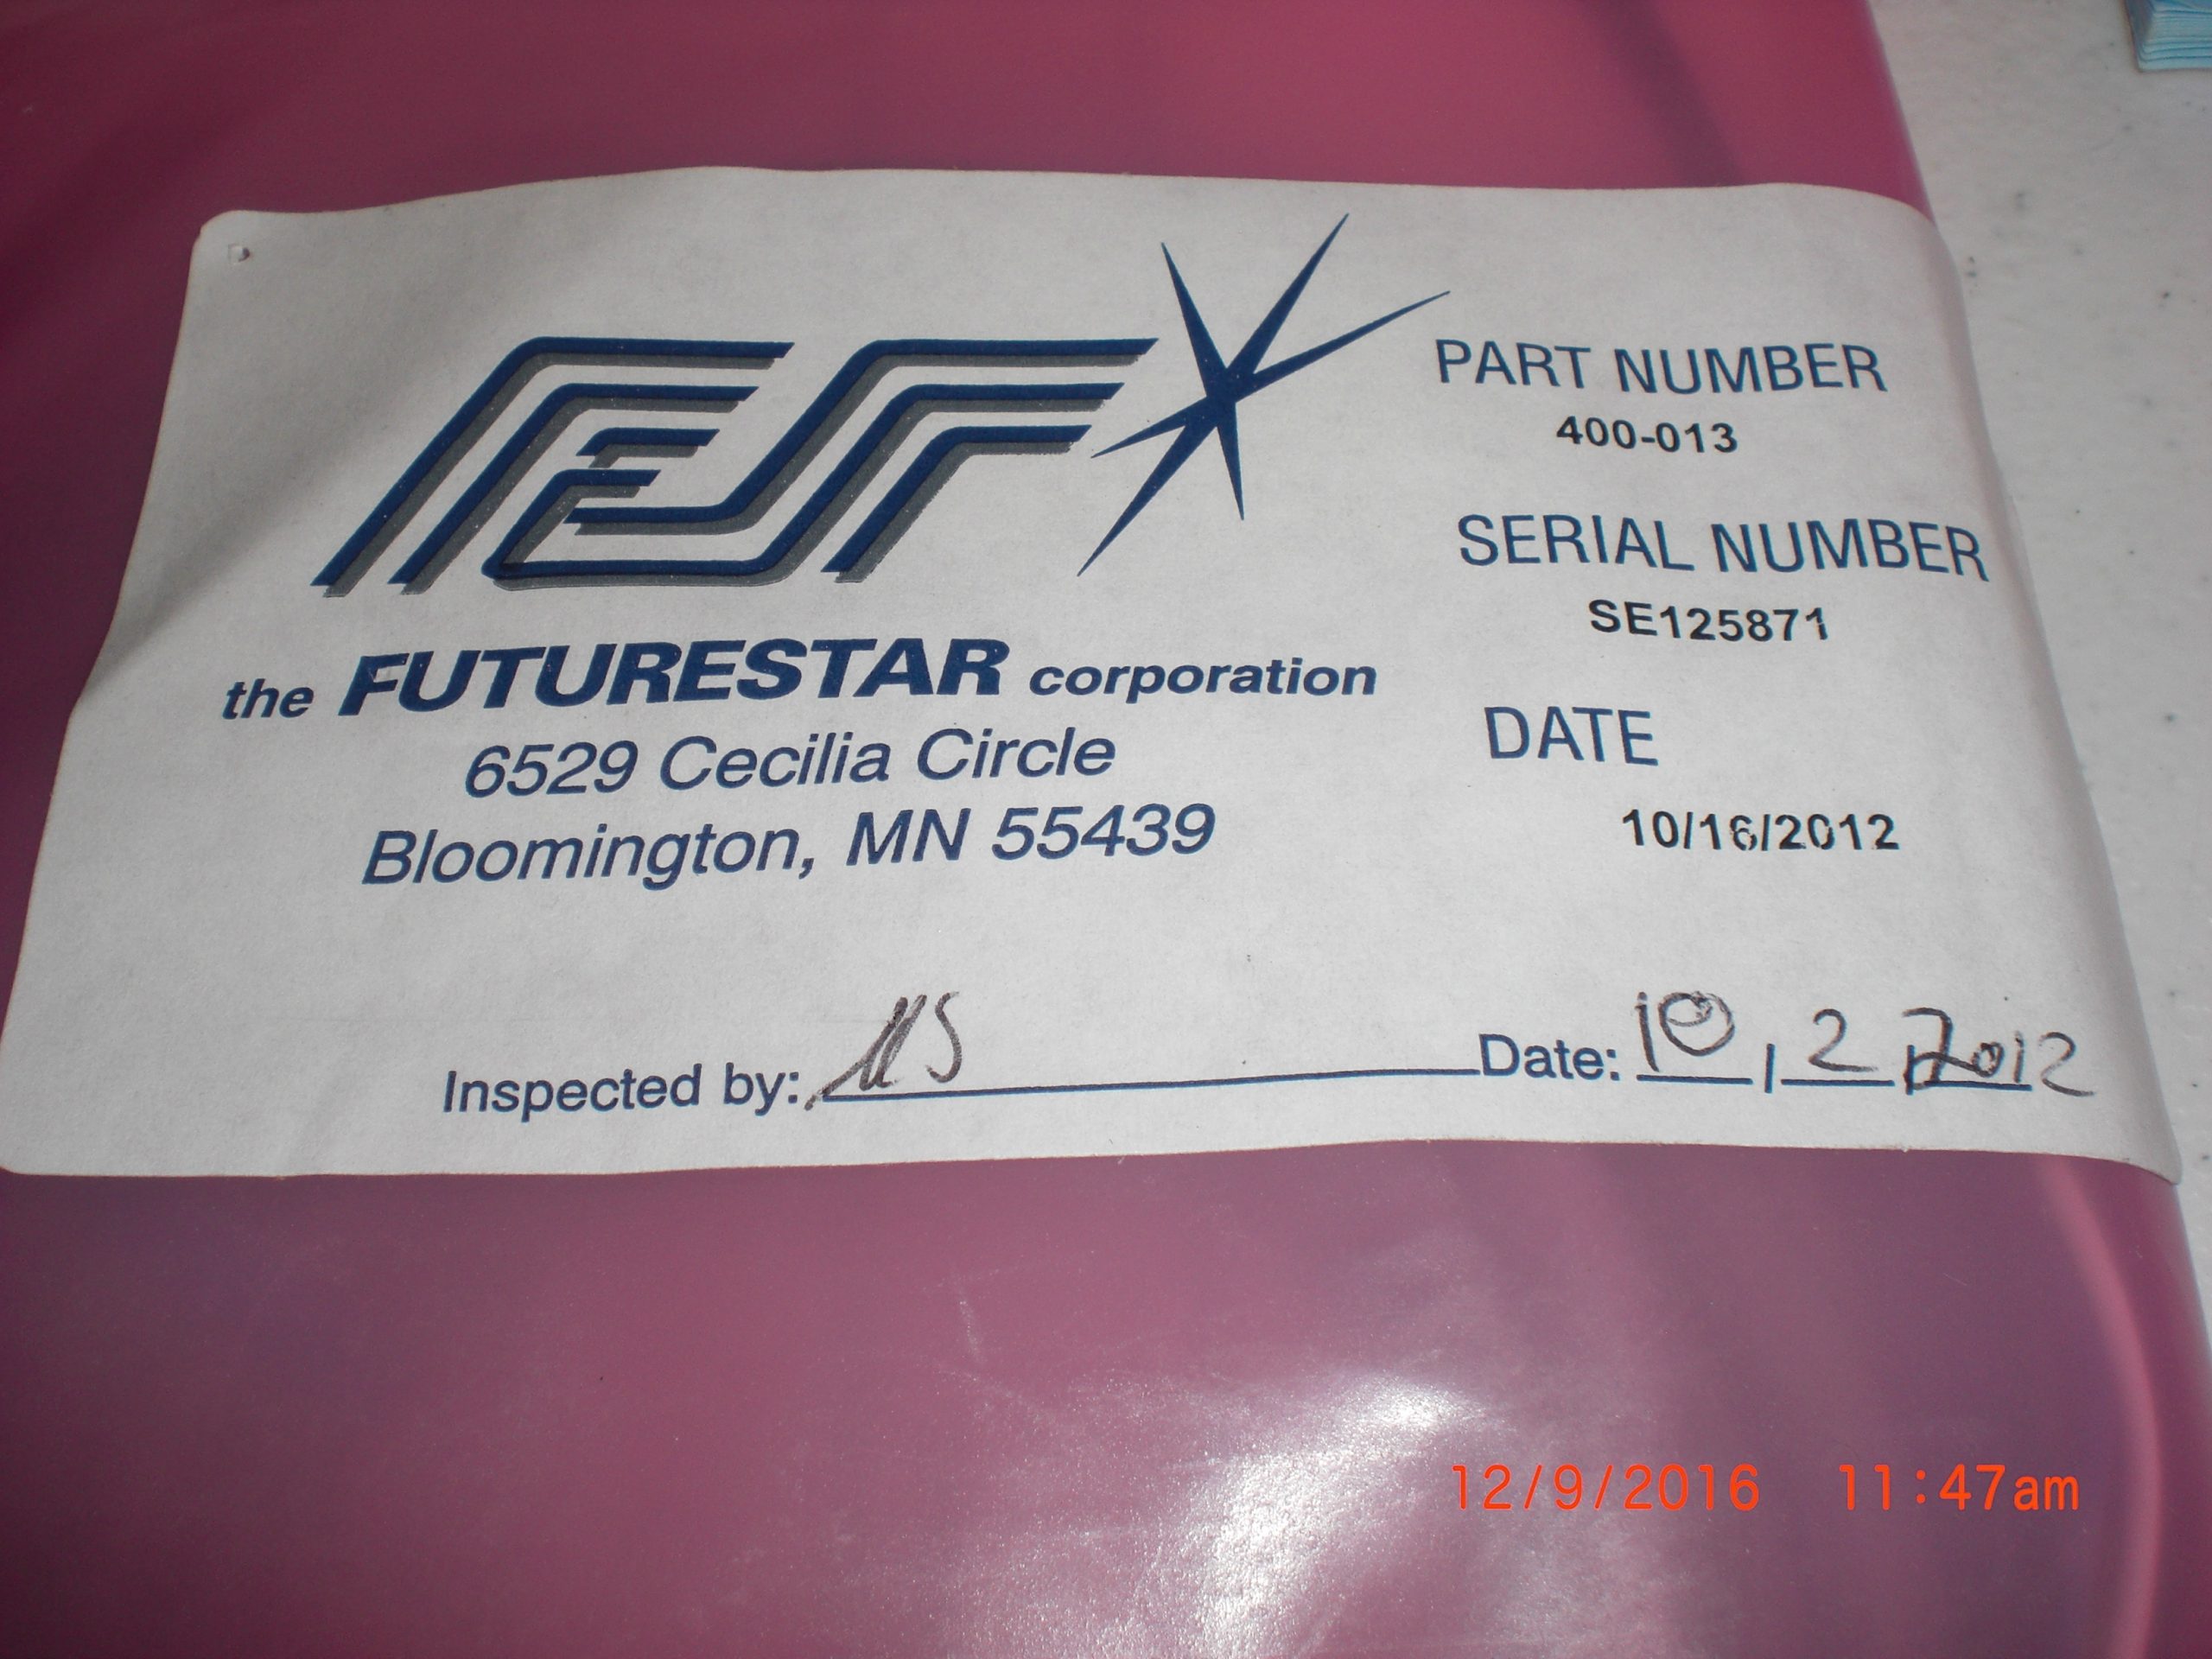 FSr
the FUTURESTAR corporation
6529 Cecilia Circle
Bloomington, MN 55439
PART NUMBER
400-013
SERIAL NUMBER
SE125871
DATE
10/16/2012
Inspected by:
Date: 10, 2, 2012
12/9/2016 11:47am